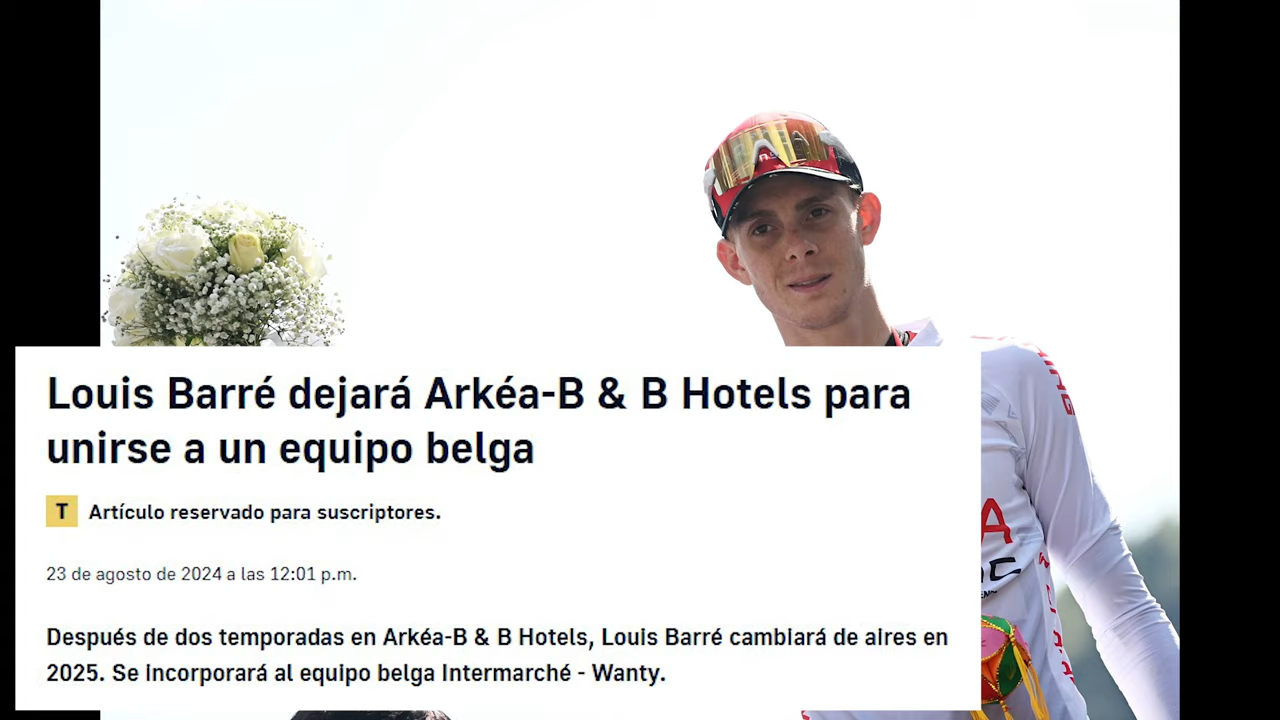 Louis Barré dejará Arkéa-B & B Hotels para
unirse a un equipo belga
T Artículo reservado para suscriptores.
23 de agosto de 2024 a las 12:01 p.m.
Después de dos temporadas en Arkéa-B & B Hotels, Louis Barré cambiará de aires en
2025. Se incorporará al equipo belga Intermarché - Wanty.